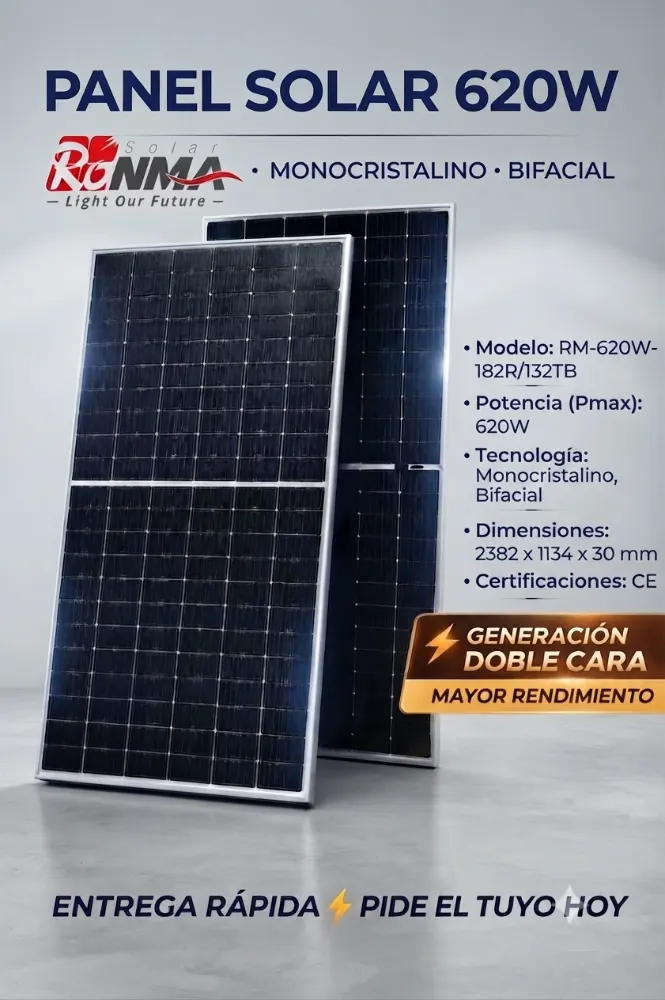 PANEL SOLAR 620W
Solar
RONMA
— Light Our Future —
• MONOCRISTALINO • BIFACIAL
• Modelo: RM-620W-
182R/132TB
• Potencia (Pmax):
620W
• Tecnología:
Monocristalino,
Bifacial
• Dimensiones:
2382 x 1134 x 30 mm
• Certificaciones: CE
GENERACIÓN
DOBLE CARA
MAYOR RENDIMIENTO
ENTREGA RÁPIDA ⚡ PIDE EL TUYO HOY